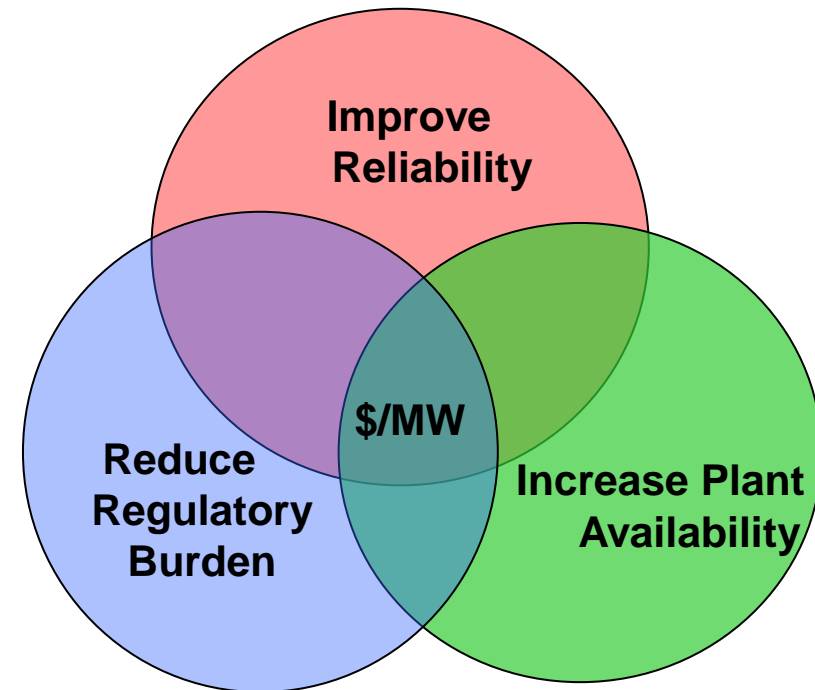 Improve
Reliability
$/MW
Reduce
Regulatory
Burden
Increase Plant
Availability